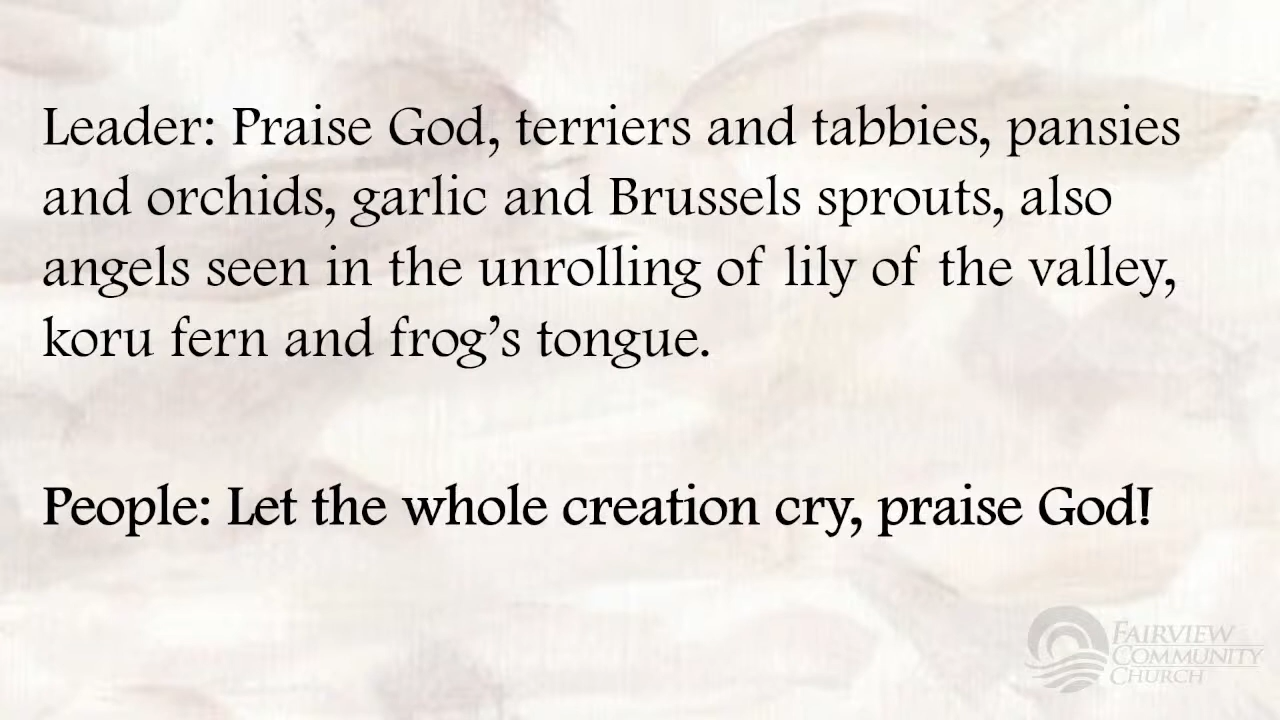 Leader: Praise God, terriers and tabbies, pansies
and orchids, garlic and Brussels sprouts, also
angels seen in the unrolling of lily of the valley,
koru fern and frog’s tongue.
People: Let the whole creation cry, praise God!
FAIRVIEW
COMMUNITY
CHURCH